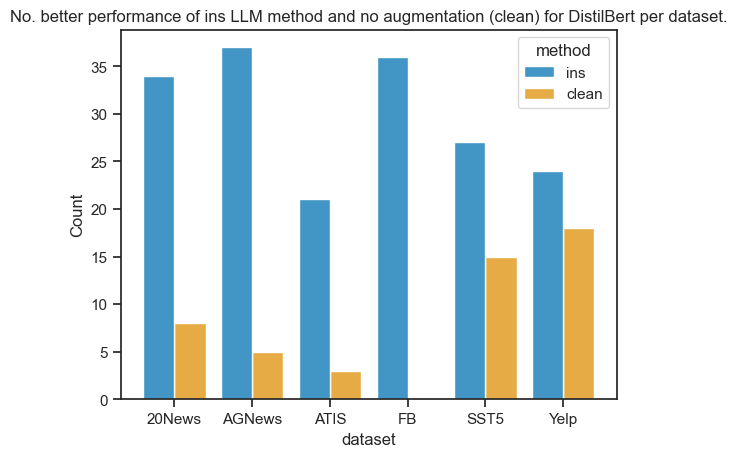 No. better performance of ins LLM method and no augmentation (clean) for DistilBert per dataset.
method
ins
clean
35
30
25
20
15
10
5
0
Count
20News AGNews ATIS FB SST5 Yelp
dataset